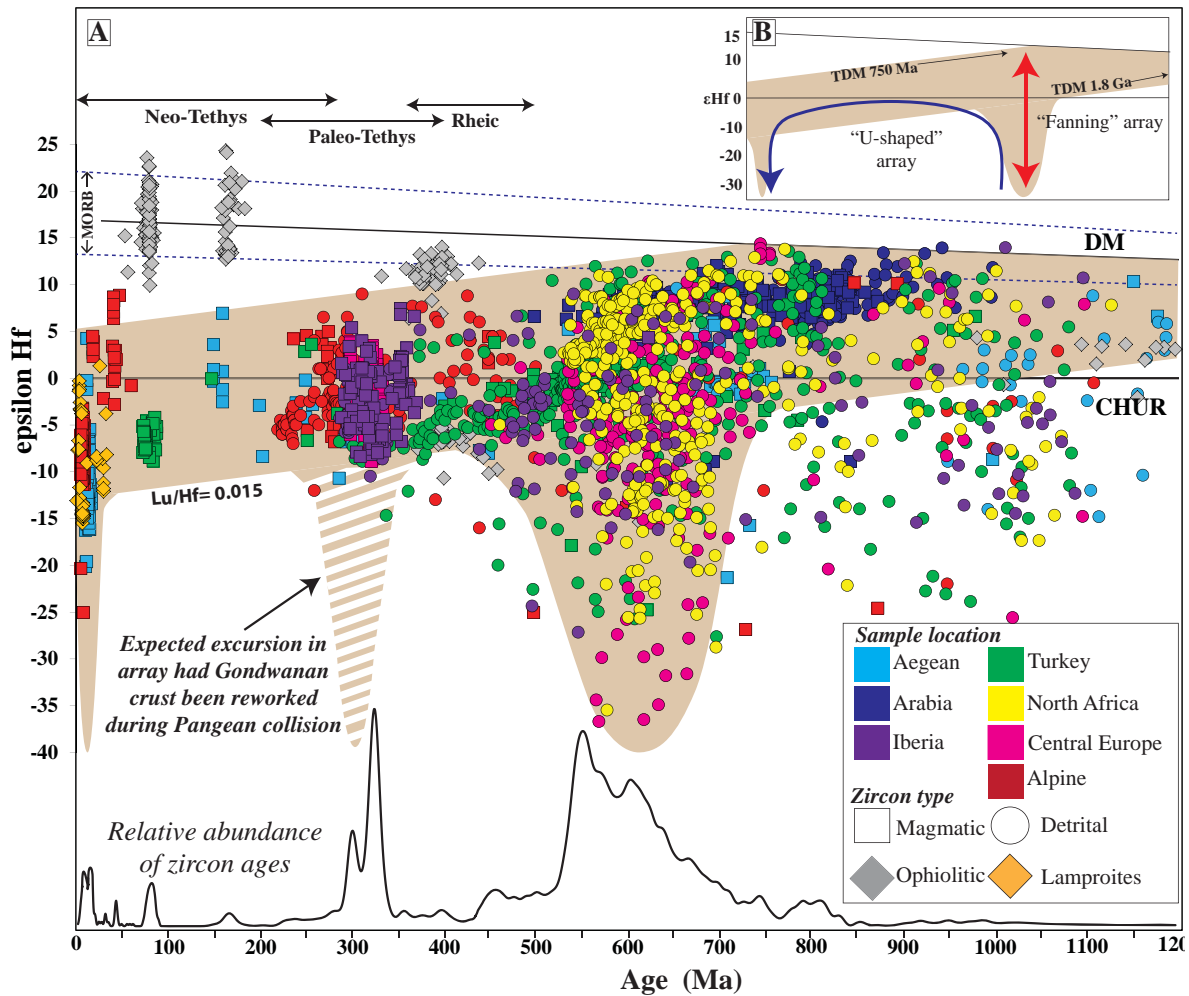 A
B
15
10
εHf 0
-10
-20
-30
TDM 750 Ma
TDM 1.8 Ga
“U-shaped”
array
“Fanning” array
Neo-Tethys
Paleo-Tethys
Rheic
25
20
15
10
5
0
-5
-10
-15
-20
-25
-30
-35
-40
epsilon Hf
MORB
DM
CHUR
Lu/Hf= 0.015
Expected excursion in
array had Gondwanan
crust been reworked
during Pangean collision
Relative abundance
of zircon ages
Sample location
Aegean
Turkey
Arabia
North Africa
Iberia
Central Europe
Alpine
Zircon type
Magmatic
Detrital
Ophiolitic
Lamproites
0 100 200 300 400 500 600 700 800 900 1000 1100 120
Age (Ma)